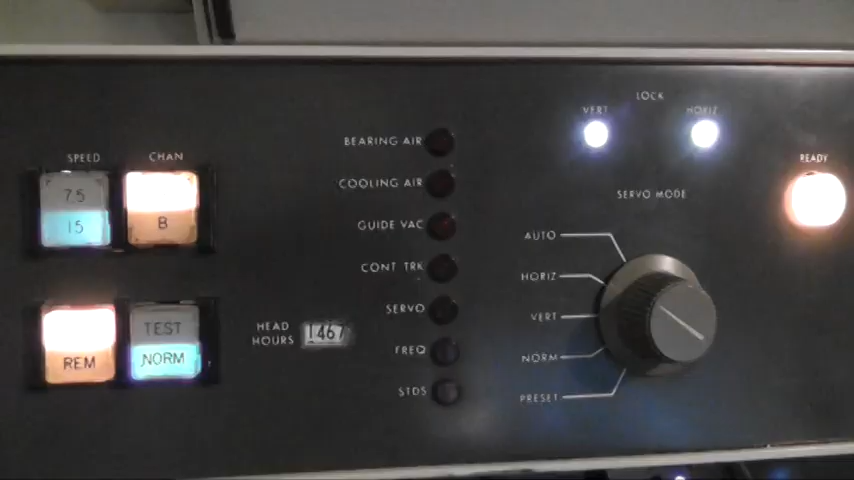 SPEED
CHAN
7.5
15
B
REM
TEST
NORM
HEAD
HOURS
1467
BEARING AIR
COOLING AIR
GUIDE VAC
CONT TRK
SERVO
FREQ
STDS
LOCK
VERT
HORIZ
SERVO MODE
AUTO
HORIZ
VERT
NORM
PRESET
READY